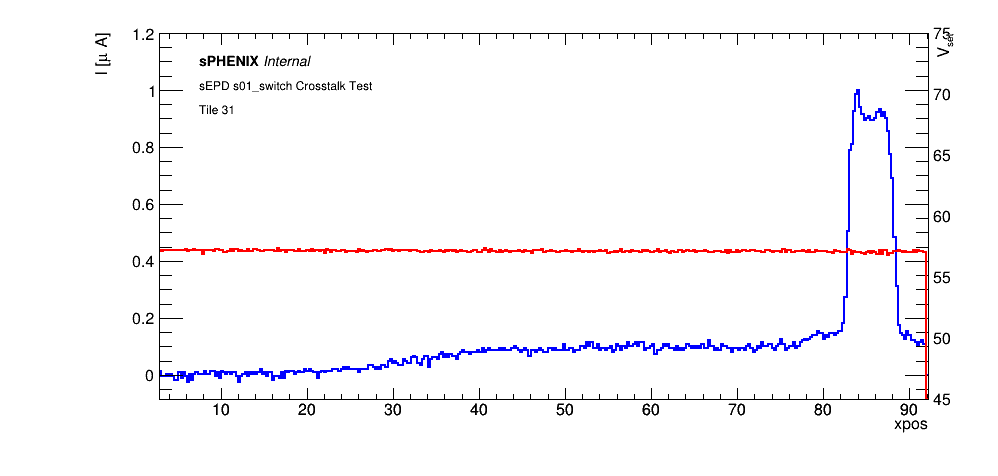 sPHENIX Internal
sEPD s01_switch Crosstalk Test
Tile 31
I [μ A]
1.2
1
0.8
0.6
0.4
0.2
0
75
70
65
60
55
50
45
V_set
10 20 30 40 50 60 70 80 90
xpos